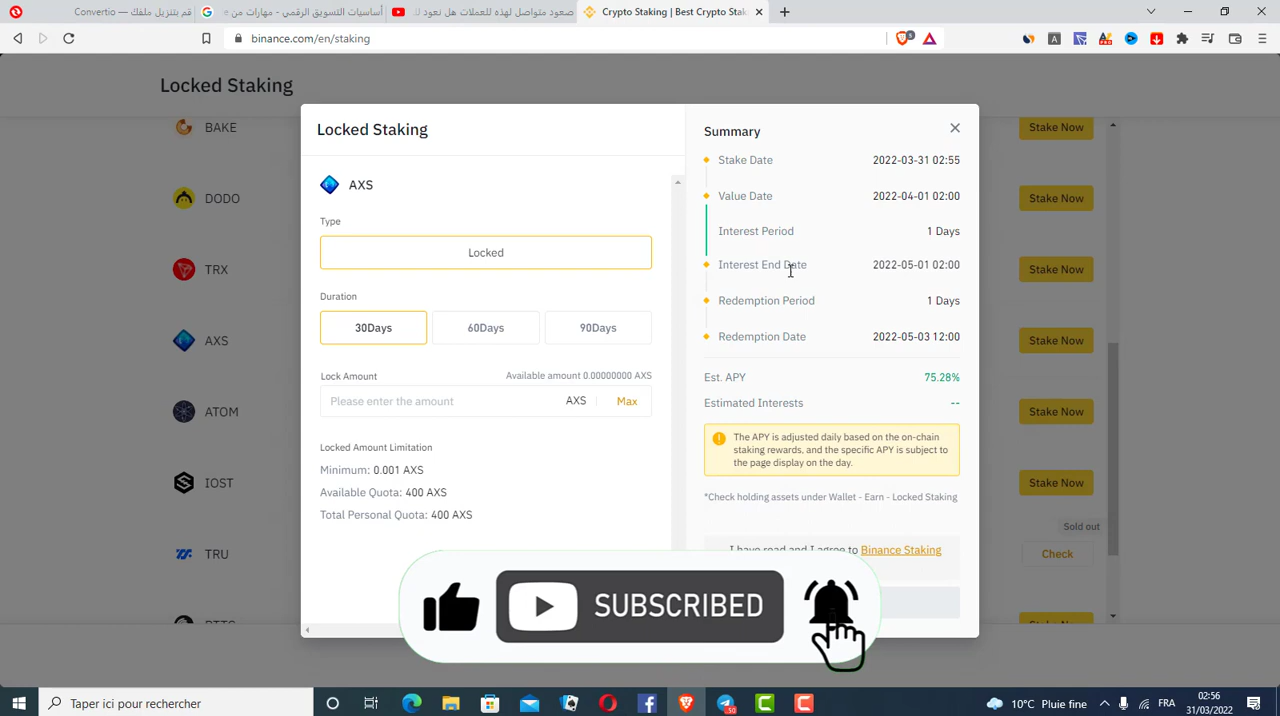 Convertio — قم بتنزيل ملفك
أساسيات التسويق الرقمي - مهارات من
صعود متواصل لهذه للعملات هل نعود لل
Crypto Staking | Best Crypto Stak
binance.com/en/staking
5
Locked Staking
BAKE
Stake Now
DODO
Stake Now
TRX
Stake Now
AXS
Stake Now
ATOM
Stake Now
IOST
Stake Now
Sold out
TRU
Check
Stake Now
Locked Staking
AXS
Type
Locked
Duration
30Days
60Days
90Days
Lock Amount
Available amount 0.00000000 AXS
Please enter the amount
AXS
Max
Locked Amount Limitation
Minimum: 0.001 AXS
Available Quota: 400 AXS
Total Personal Quota: 400 AXS
Summary
Stake Date 2022-03-31 02:55
Value Date 2022-04-01 02:00
Interest Period 1 Days
Interest End Date 2022-05-01 02:00
Redemption Period 1 Days
Redemption Date 2022-05-03 12:00
Est. APY 75.28%
Estimated Interests --
The APY is adjusted daily based on the on-chain
staking rewards, and the specific APY is subject to
the page display on the day.
*Check holding assets under Wallet - Earn - Locked Staking
I have read and I agree to Binance Staking
SUBSCRIBED
Taper ici pour rechercher
50
10°C Pluie fine
FRA
02:56
31/03/2022